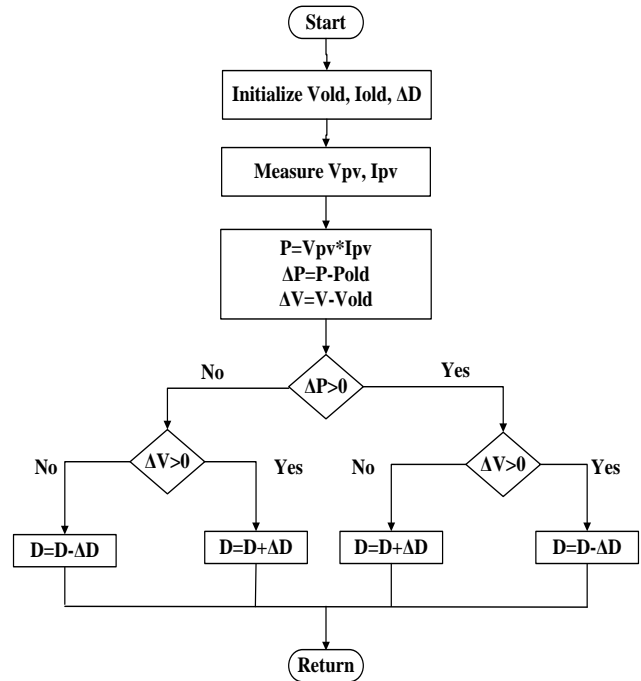 Start
Initialize Vold, Iold, ΔD
Measure Vpv, Ipv
P=Vpv*Ipv
ΔP=P-Pold
ΔV=V-Vold
No
ΔP>0
Yes
No
ΔV>0
Yes
No
ΔV>0
Yes
D=D-ΔD
D=D+ΔD
D=D+ΔD
D=D-ΔD
Return